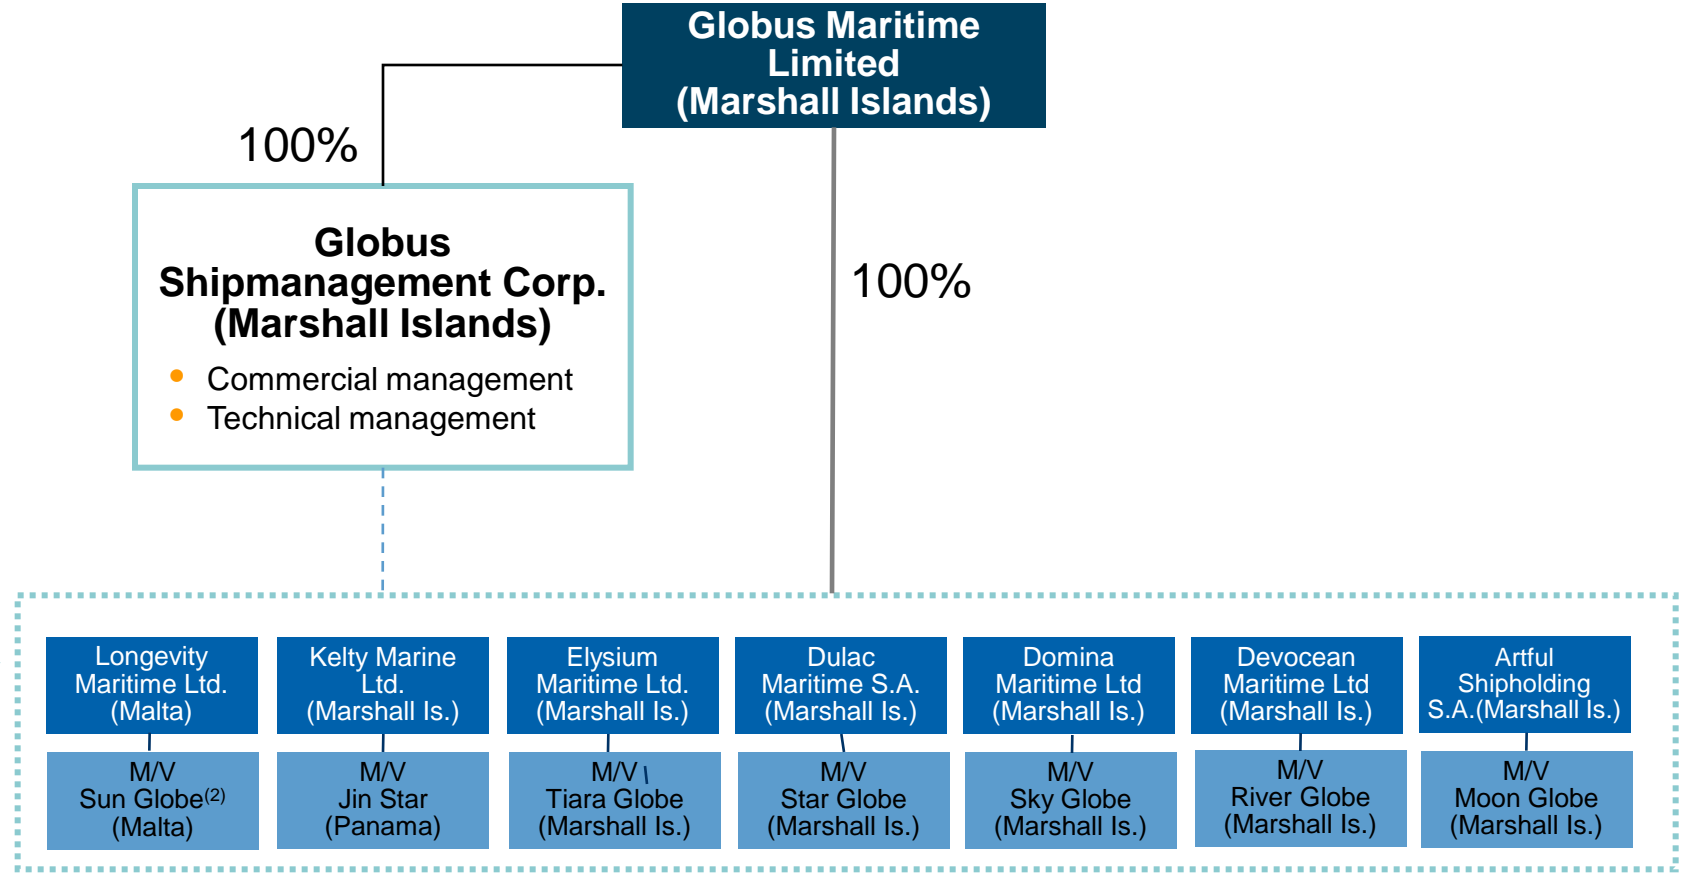 Globus Maritime
Limited
(Marshall Islands)
100%
Globus
Shipmanagement Corp.
(Marshall Islands)
• Commercial management
• Technical management
100%
Longevity
Maritime Ltd.
(Malta)
Kelty Marine
Ltd.
(Marshall Is.)
Elysium
Maritime Ltd.
(Marshall Is.)
Dulac
Maritime S.A.
(Marshall Is.)
Domina
Maritime Ltd
(Marshall Is.)
Devocean
Maritime Ltd
(Marshall Is.)
Artful
Shipholding
S.A.(Marshall Is.)
M/V
Sun Globe(2)
(Malta)
M/V
Jin Star
(Panama)
M/V \
Tiara Globe
(Marshall Is.)
M/V
Star Globe
(Marshall Is.)
M/V
Sky Globe
(Marshall Is.)
M/V
River Globe
(Marshall Is.)
M/V
Moon Globe
(Marshall Is.)